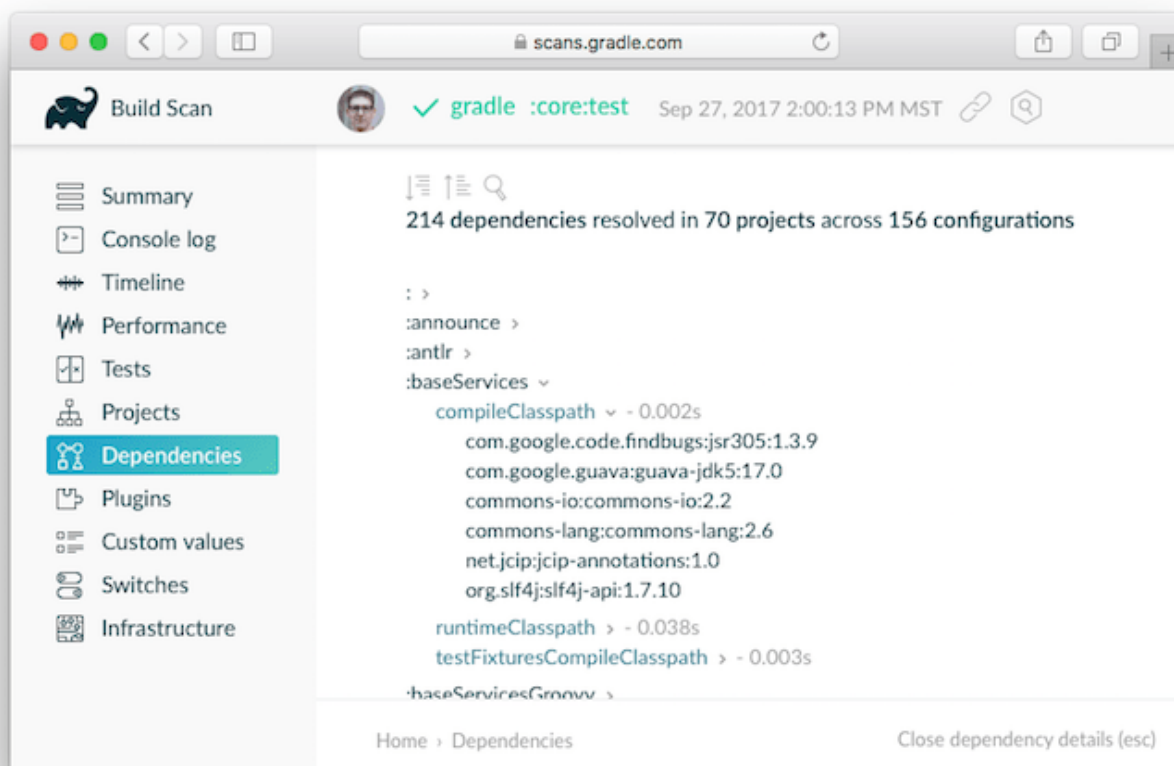 scans.gradle.com
Build Scan
gradle :core:test Sep 27, 2017 2:00:13 PM MST
Summary
Console log
Timeline
Performance
Tests
Projects
Dependencies
Plugins
Custom values
Switches
Infrastructure
214 dependencies resolved in 70 projects across 156 configurations
: >
:announce >
:antlr >
:baseServices
compileClasspath - 0.002s
com.google.code.findbugs:jsr305:1.3.9
com.google.guava:guava-jdk5:17.0
commons-io:commons-io:2.2
commons-lang:commons-lang:2.6
net.jcip:jcip-annotations:1.0
org.slf4j:slf4j-api:1.7.10
runtimeClasspath > - 0.038s
testFixturesCompileClasspath > - 0.003s
:baseServicesGroovy >
Home > Dependencies
Close dependency details (esc)